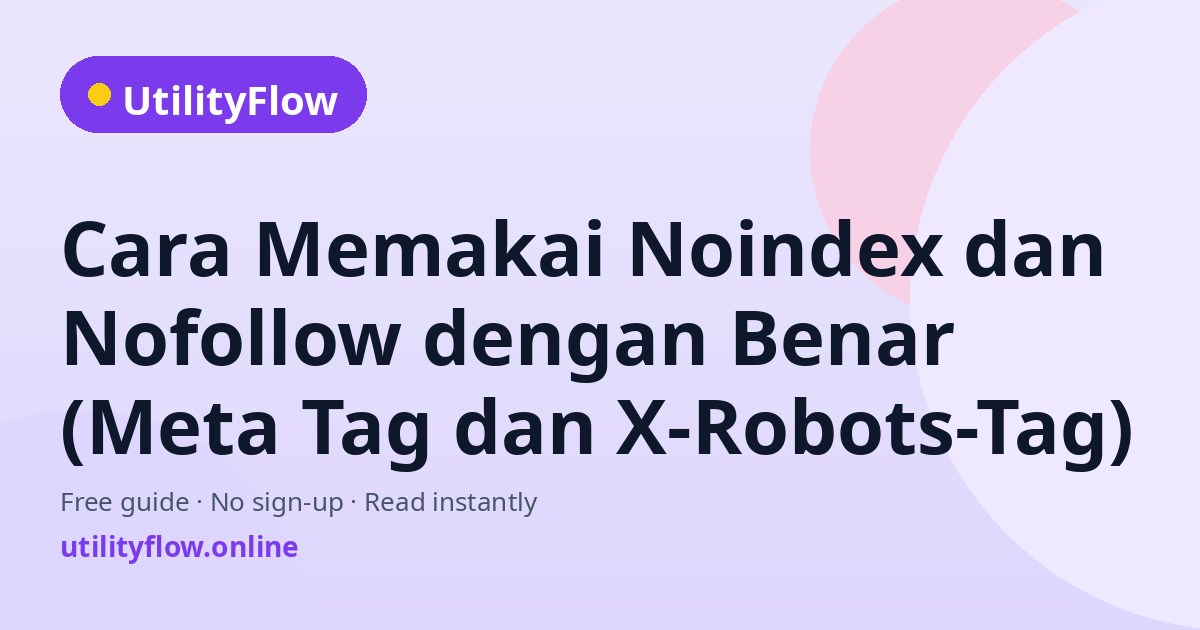 UtilityFlow
Cara Memakai Noindex dan
Nofollow dengan Benar
(Meta Tag dan X-Robots-Tag)
Free guide · No sign-up · Read instantly
utilityflow.online